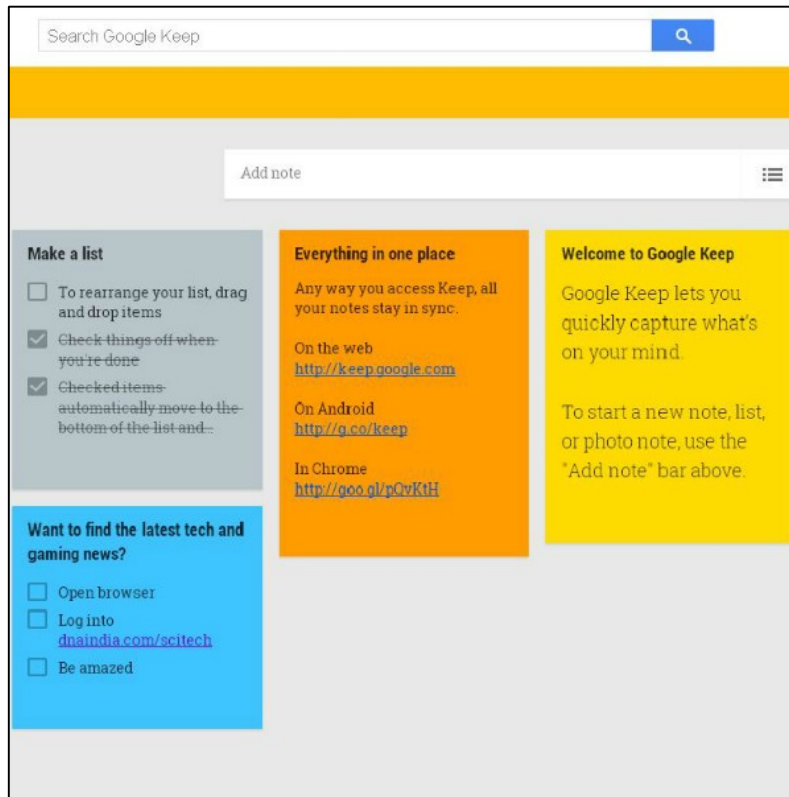 Search Google Keep
Add note
Make a list
To rearrange your list, drag
and drop items
Check things off when
you're done
Checked items
automatically move to the
bottom of the list and...
Want to find the latest tech and
gaming news?
Open browser
Log into
dnaindia.com/scitech
Be amazed
Everything in one place
Any way you access Keep, all
your notes stay in sync.
On the web
http://keep.google.com
On Android
http://g.co/keep
In Chrome
http://goo.gl/pQvKtH
Welcome to Google Keep
Google Keep lets you
quickly capture what's
on your mind.
To start a new note, list,
or photo note, use the
"Add note" bar above.